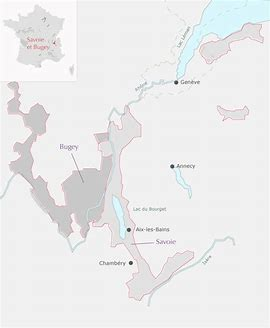 Savoie
et Bugey
Lac Léman
Rhône
Genève
Bugey
Annecy
Lac du Bourget
Aix-les-Bains
Savoie
Chambéry
Isère